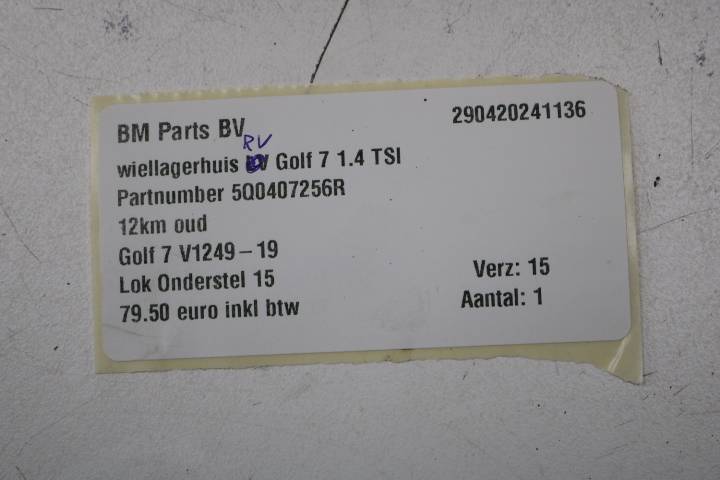 BM Parts BV
290420241136
RV
wiellagerhuis Golf 7 1.4 TSI
Partnumber 5Q0407256R
12km oud
Golf 7 V1249 – 19
Lok Onderstel 15
Verz: 15
79.50 euro inkl btw
Aantal: 1